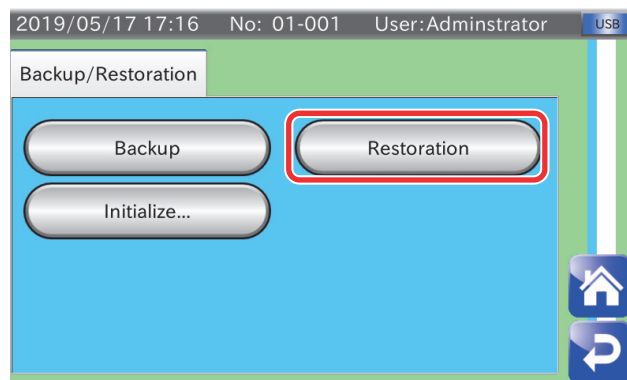 2019/05/17 17:16 No: 01-001 User:Adminstrator USB
Backup/Restoration
Backup Restoration
Initialize...